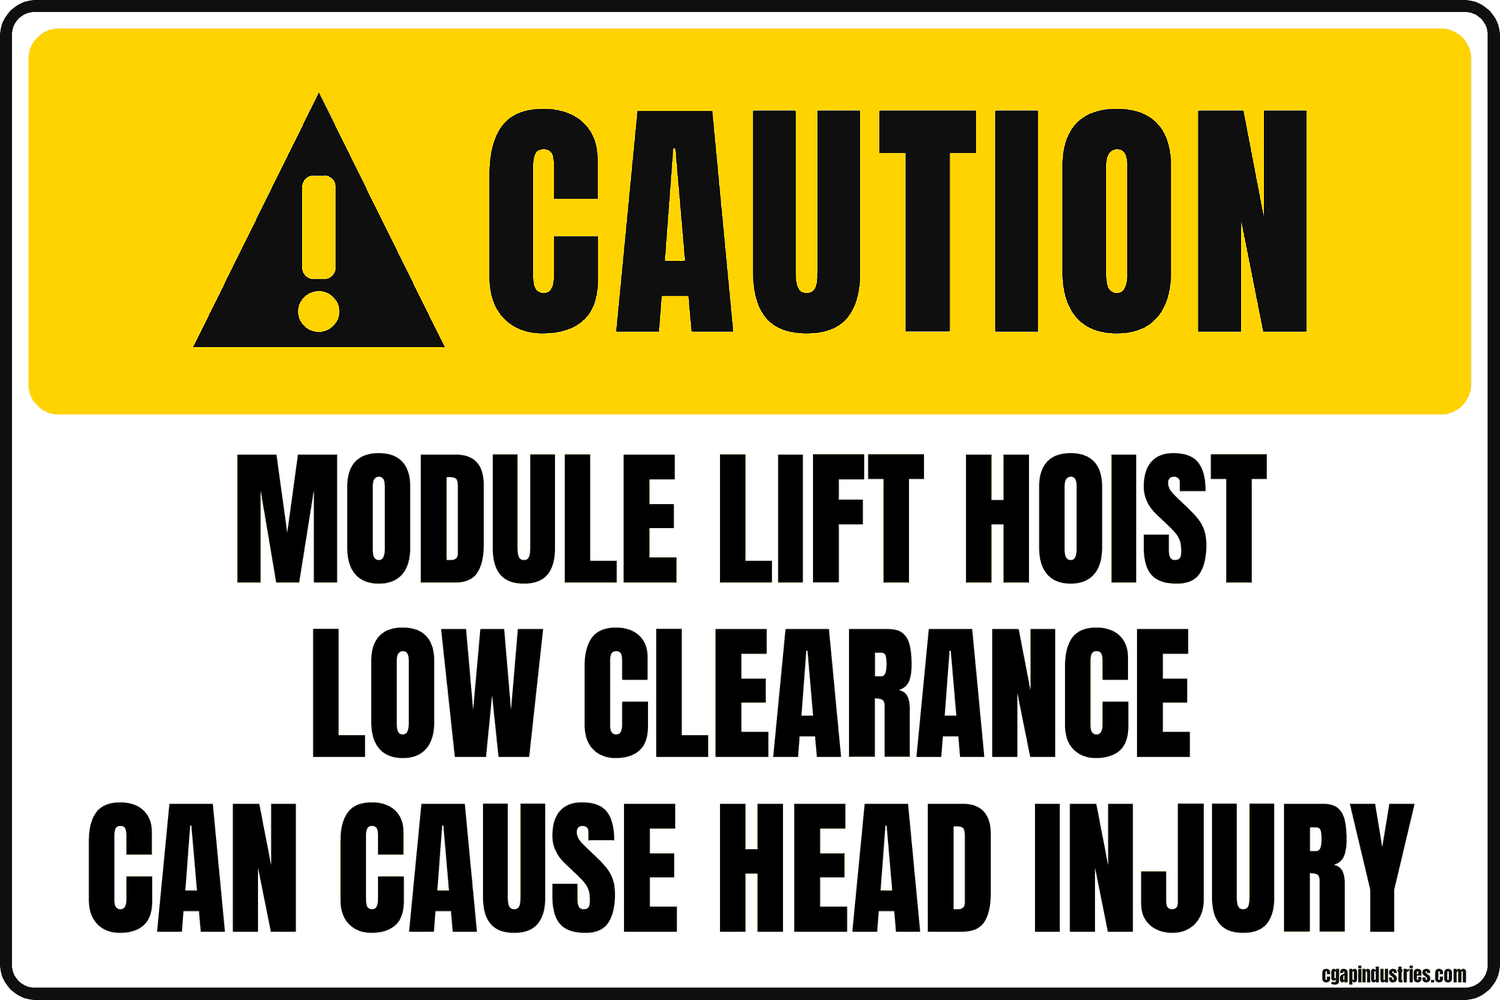 CAUTION
MODULE LIFT HOIST
LOW CLEARANCE
CAN CAUSE HEAD INJURY
cgapindustries.com